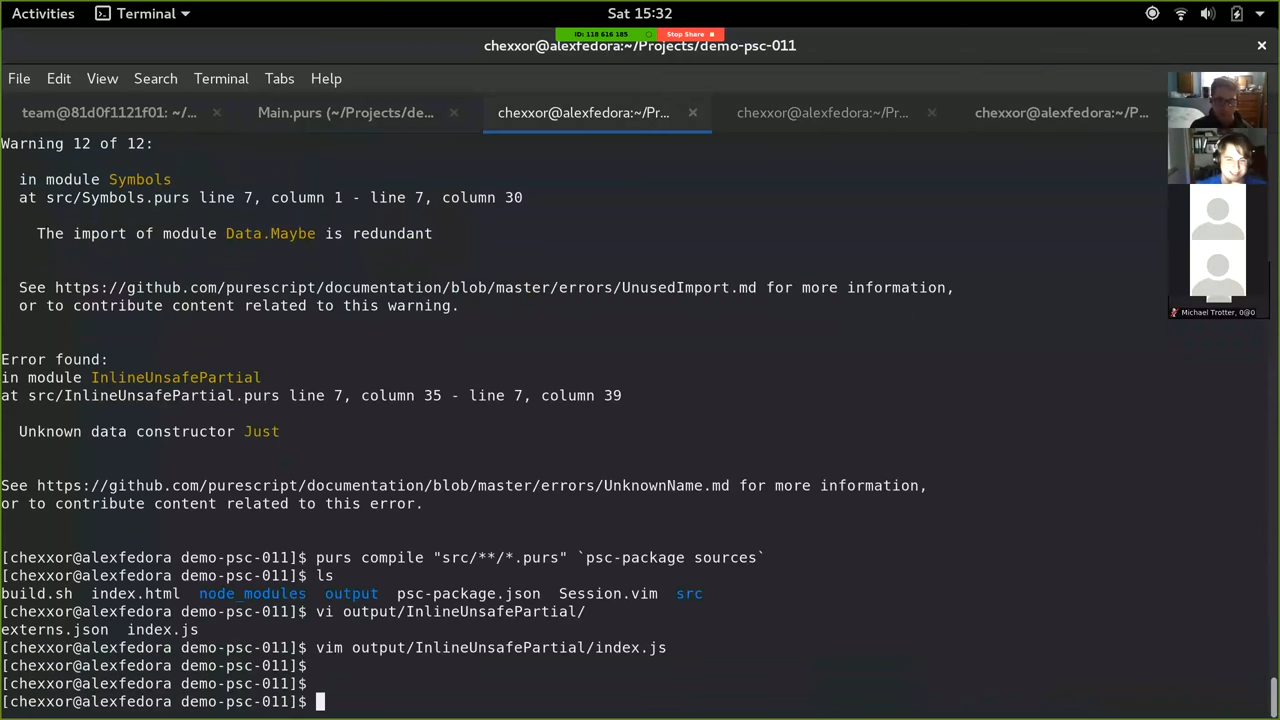 Activities Terminal Sat 15:32
ID: 118 616 185 Stop Share
chexxor@alexfedora:~/Projects/demo-psc-011
File Edit View Search Terminal Tabs Help
team@81d0f1121f01: ~/... Main.purs (~/Projects/de... chexxor@alexfedora:~/Pr... chexxor@alexfedora:~/Pr... chexxor@alexfedora:~/P...
Warning 12 of 12:
in module Symbols
at src/Symbols.purs line 7, column 1 - line 7, column 30
The import of module Data.Maybe is redundant
See https://github.com/purescript/documentation/blob/master/errors/UnusedImport.md for more information,
or to contribute content related to this warning.
Error found:
in module InlineUnsafePartial
at src/InlineUnsafePartial.purs line 7, column 35 - line 7, column 39
Unknown data constructor Just
See https://github.com/purescript/documentation/blob/master/errors/UnknownName.md for more information,
or to contribute content related to this error.
[chexxor@alexfedora demo-psc-011]$ purs compile "src/**/*.purs" `psc-package sources`
[chexxor@alexfedora demo-psc-011]$ ls
build.sh index.html node_modules output psc-package.json Session.vim src
[chexxor@alexfedora demo-psc-011]$ vi output/InlineUnsafePartial/
externs.json index.js
[chexxor@alexfedora demo-psc-011]$ vim output/InlineUnsafePartial/index.js
[chexxor@alexfedora demo-psc-011]$
[chexxor@alexfedora demo-psc-011]$
[chexxor@alexfedora demo-psc-011]$
Michael Trotter, 0@0